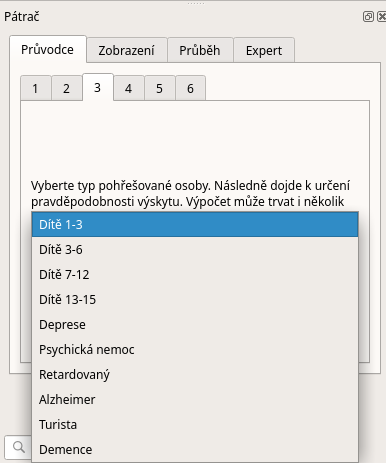 Pátrač
Průvodce Zobrazení Průběh Expert
1 2 3 4 5 6
Vyberte typ pohřešované osoby. Následně dojde k určení
pravděpodobnosti výskytu. Výpočet může trvat i několik
Dítě 1-3
Dítě 3-6
Dítě 7-12
Dítě 13-15
Deprese
Psychická nemoc
Retardovaný
Alzheimer
Turista
Demence